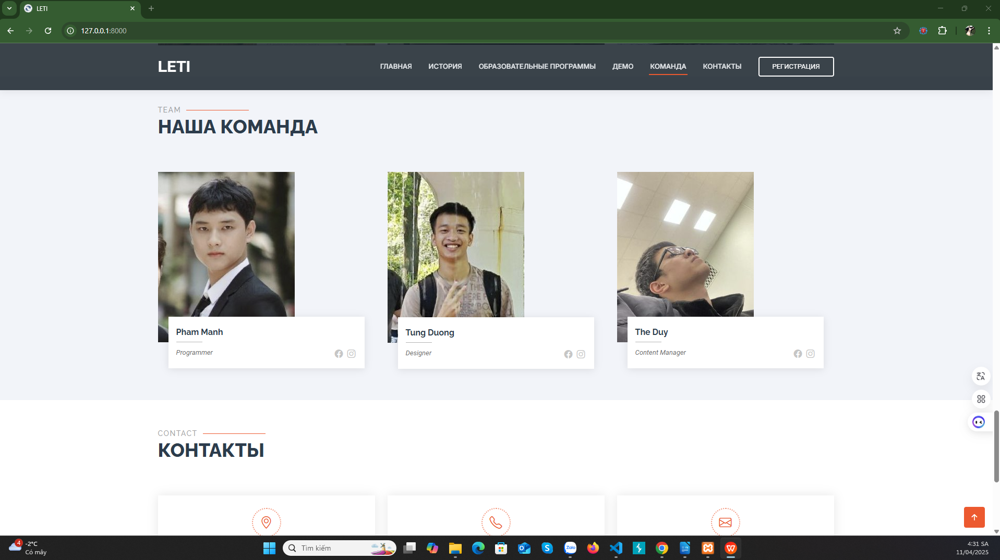 LETI
127.0.0.1:8000
LETI
ГЛАВНАЯ
ИСТОРИЯ
ОБРАЗОВАТЕЛЬНЫЕ ПРОГРАММЫ
ДЕМО
КОМАНДА
КОНТАКТЫ
РЕГИСТРАЦИЯ
TEAM
НАША КОМАНДА
Pham Manh
Programmer
Tung Duong
Designer
The Duy
Content Manager
CONTACT
КОНТАКТЫ
4
-2°C
Có mây
Tìm kiếm
Zalo
4:31 SA
11/04/2025